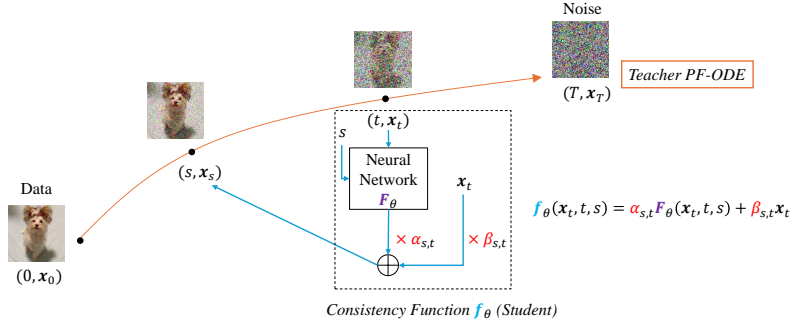 Noise
Teacher PF-ODE
(T, x_T)
(t, x_t)
s
Neural
Network
F_θ
x_t
(s, x_s)
Data
f_θ(x_t, t, s) = α_{s,t}F_θ(x_t, t, s) + β_{s,t}x_t
× α_{s,t}
× β_{s,t}
(0, x_0)
Consistency Function f_θ (Student)